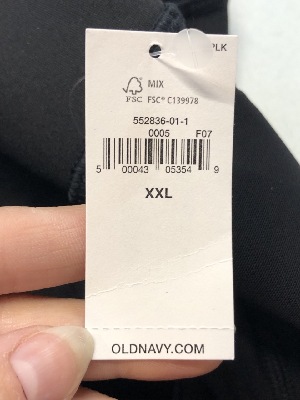 PLK
MIX
FSC FSC® C139978
552836-01-1
0005 F07
5 00043 05354 9
XXL
OLDNAVY.COM